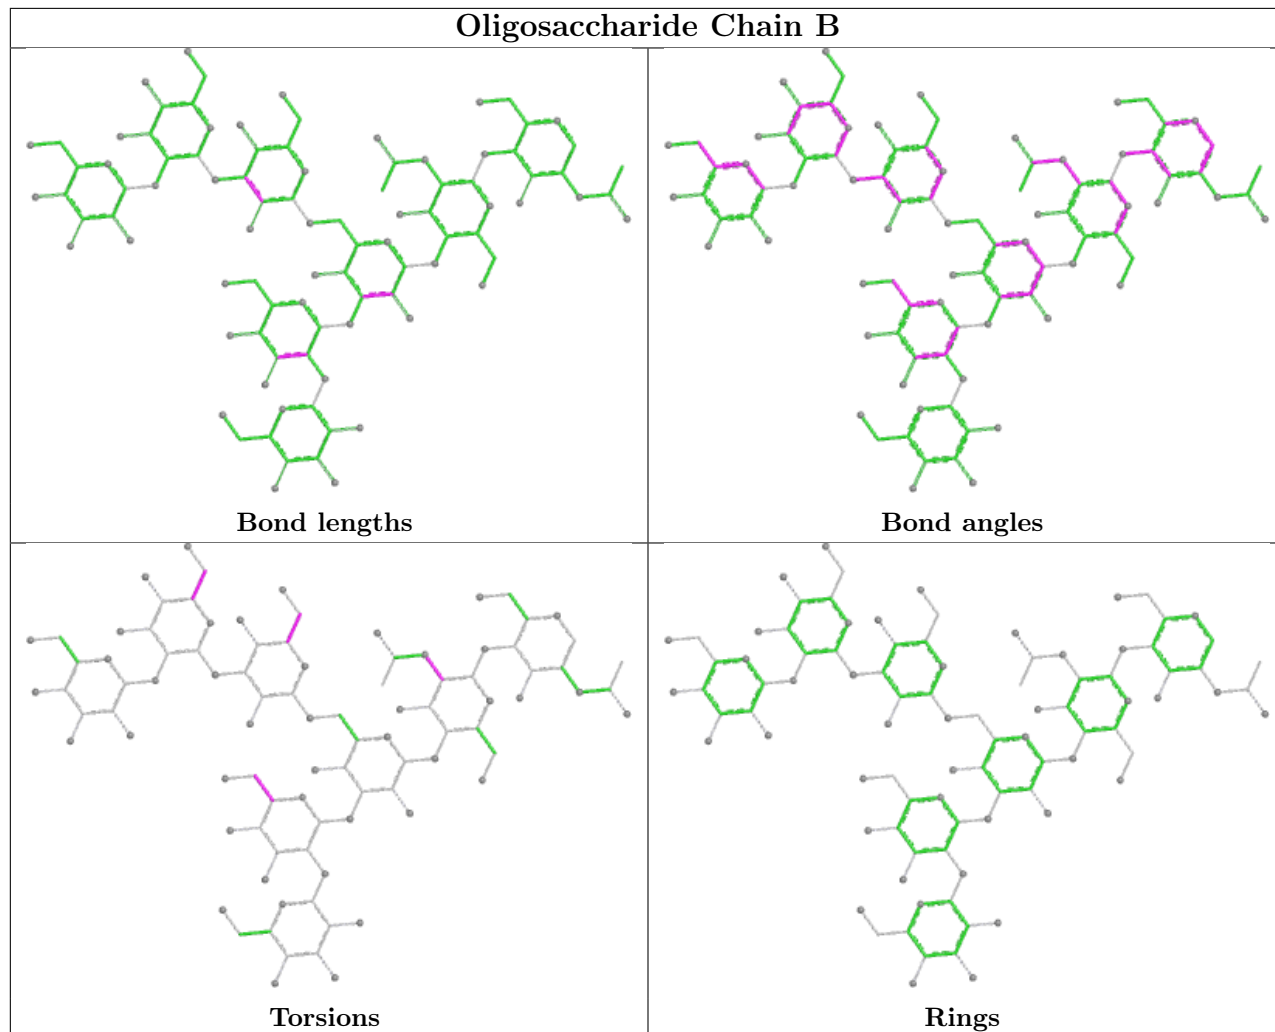 Oligosaccharide Chain B
Bond lengths
Bond angles
Torsions
Rings